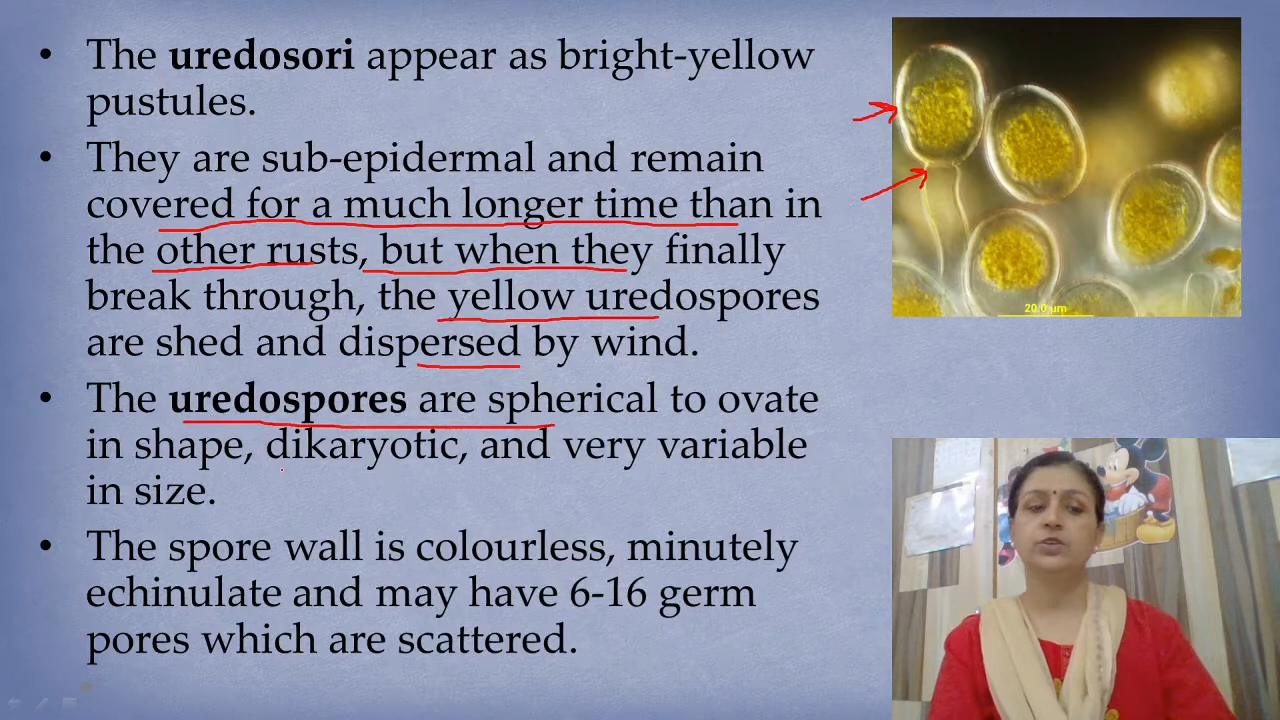 • The uredosori appear as bright-yellow
pustules.
• They are sub-epidermal and remain
covered for a much longer time than in
the other rusts, but when they finally
break through, the yellow uredospores
are shed and dispersed by wind.
• The uredospores are spherical to ovate
in shape, dikaryotic, and very variable
in size.
• The spore wall is colourless, minutely
echinulate and may have 6-16 germ
pores which are scattered.
20.0 µm